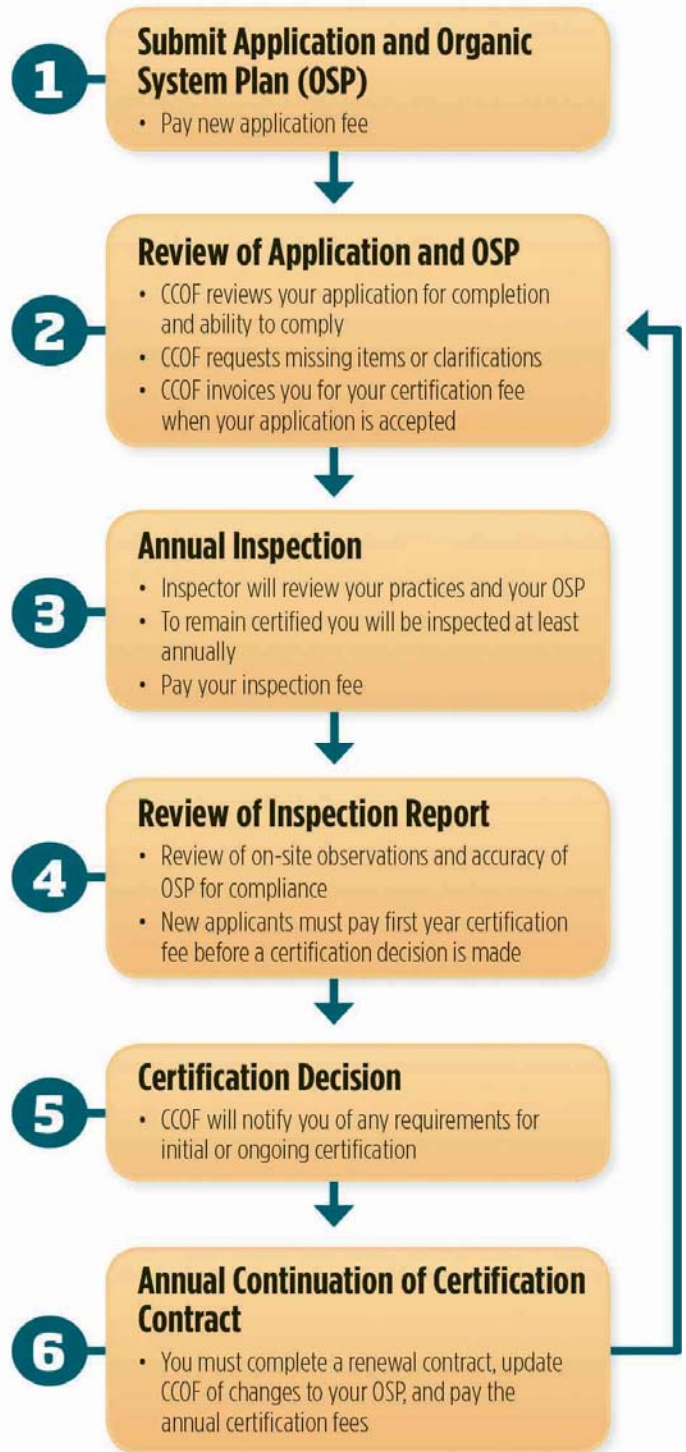 1
Submit Application and Organic
System Plan (OSP)
• Pay new application fee
2
Review of Application and OSP
• CCOF reviews your application for completion
and ability to comply
• CCOF requests missing items or clarifications
• CCOF invoices you for your certification fee
when your application is accepted
3
Annual Inspection
• Inspector will review your practices and your OSP
• To remain certified you will be inspected at least
annually
• Pay your inspection fee
4
Review of Inspection Report
• Review of on-site observations and accuracy of
OSP for compliance
• New applicants must pay first year certification
fee before a certification decision is made
5
Certification Decision
• CCOF will notify you of any requirements for
initial or ongoing certification
6
Annual Continuation of Certification
Contract
• You must complete a renewal contract, update
CCOF of changes to your OSP, and pay the
annual certification fees